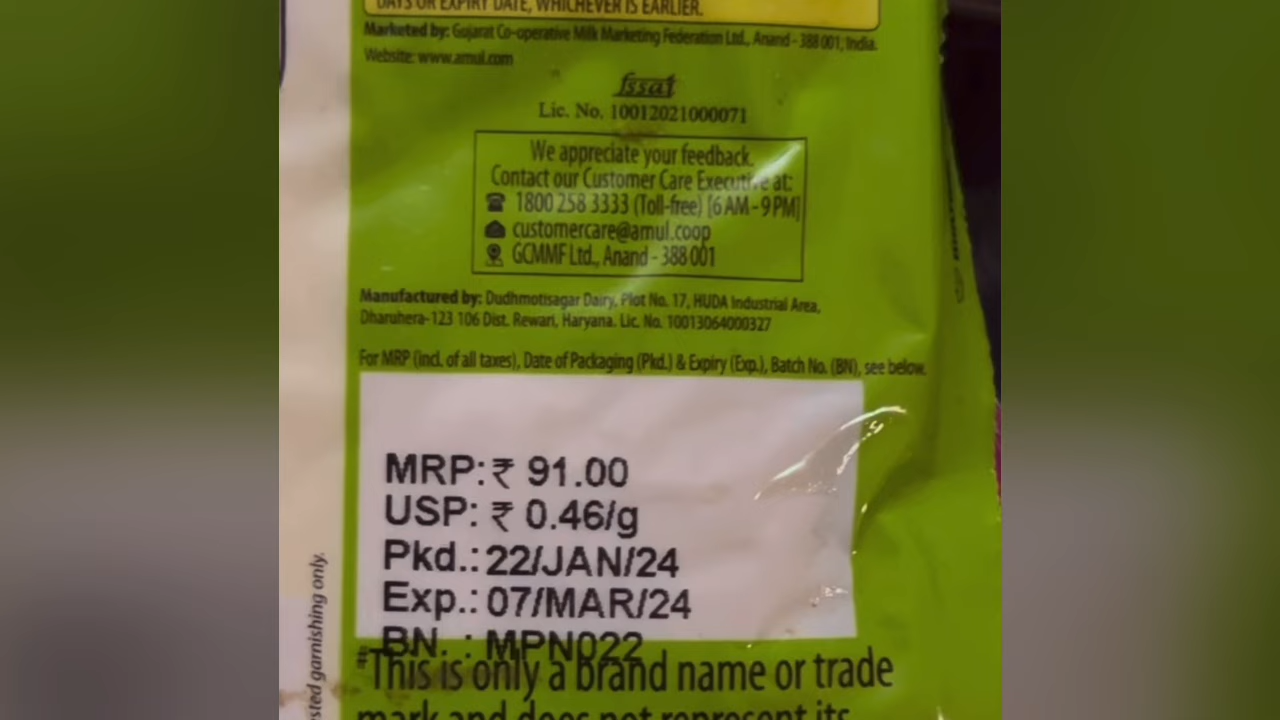 DAYS OR EXPIRY DATE, WHICHEVER IS EARLIER.
Marketed by: Gujarat Co-operative Milk Marketing Federation Ltd., Anand - 388 001, India.
Website: www.amul.com
fssai
Lic. No. 10012021000071
We appreciate your feedback.
Contact our Customer Care Executive at:
1800 258 3333 (Toll-free) [6 AM - 9 PM]
customercare@amul.coop
GCMMF Ltd., Anand - 388 001
Manufactured by: Dudhmotisagar Dairy, Plot No. 17, HUDA Industrial Area,
Dharuhera-123 106 Dist. Rewari, Haryana. Lic. No. 10013064000327
For MRP (incl. of all taxes), Date of Packaging (Pkd.) & Expiry (Exp.), Batch No. (BN), see below.
MRP:₹ 91.00
USP: ₹ 0.46/g
Pkd.:22/JAN/24
Exp.:07/MAR/24
BN. : MPN022
#This is only a brand name or trade
mark and does not represent its
garnishing only.